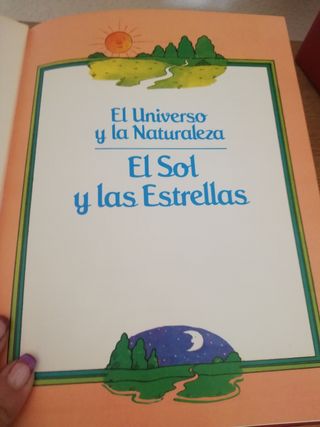 El Universo
y la Naturaleza
El Sol
y las Estrellas